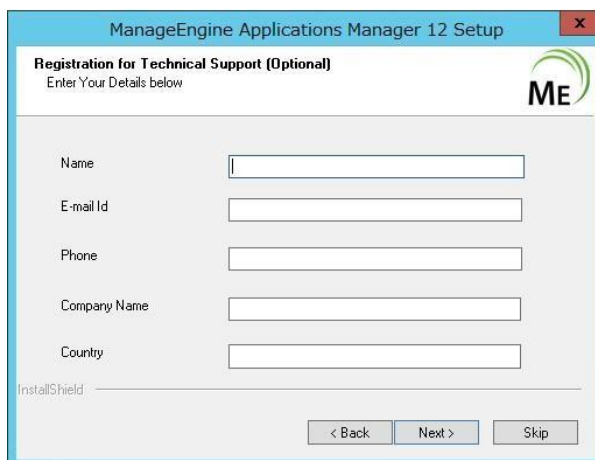 ManageEngine Applications Manager 12 Setup
x
Registration for Technical Support (Optional)
Enter Your Details below
ME
Name
E-mail Id
Phone
Company Name
Country
InstallShield
< Back
Next >
Skip